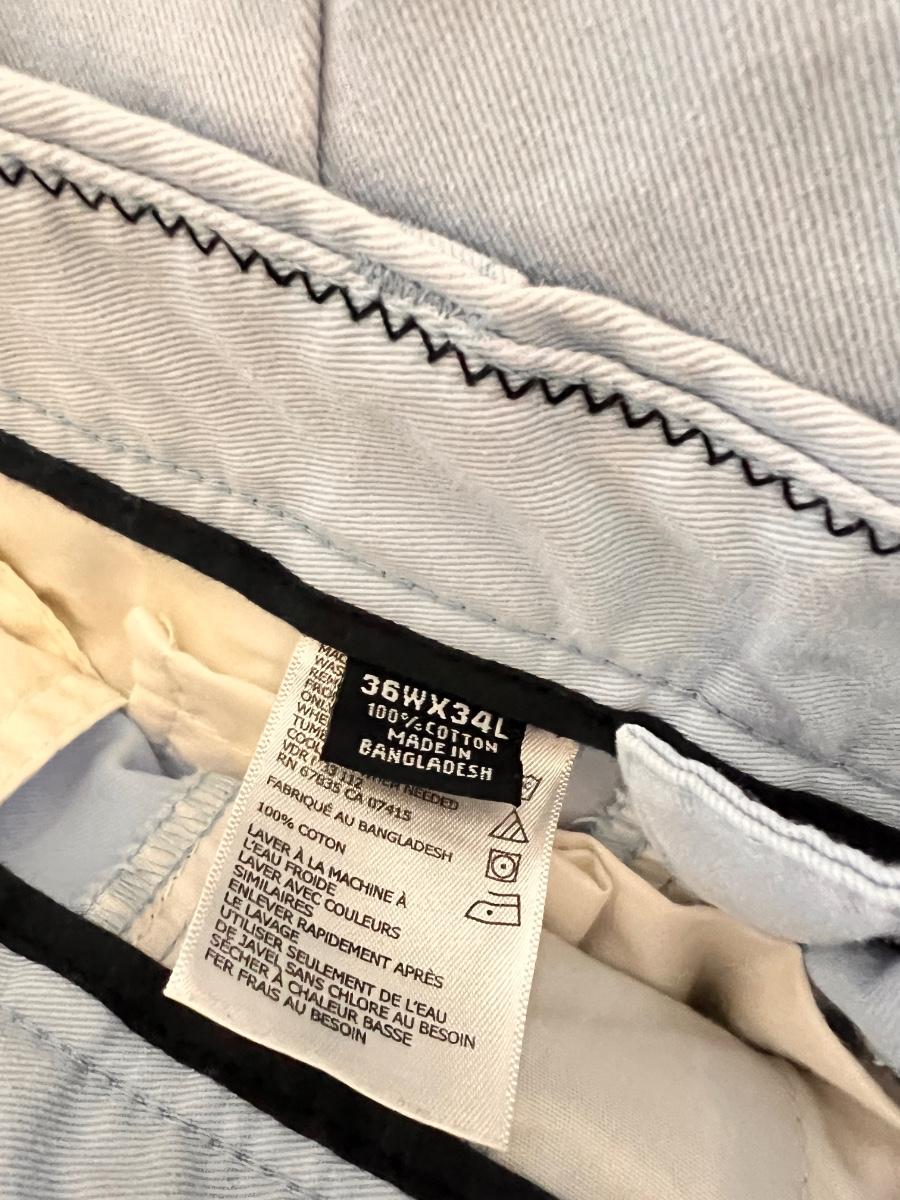 36WX34L
100% COTTON
MADE IN
BANGLADESH
NEEDED
RN 67835 CA 07415
FABRIQUÉ AU BANGLADESH
100% COTON
LAVER À LA MACHINE À
L'EAU FROIDE
LAVER AVEC COULEURS
SIMILAIRES
ENLEVER RAPIDEMENT APRÈS
LE LAVAGE
UTILISER SEULEMENT DE L'EAU
DE JAVEL SANS CHLORE AU BESOIN
SÉCHER À CHALEUR BASSE
FER FRAIS AU BESOIN